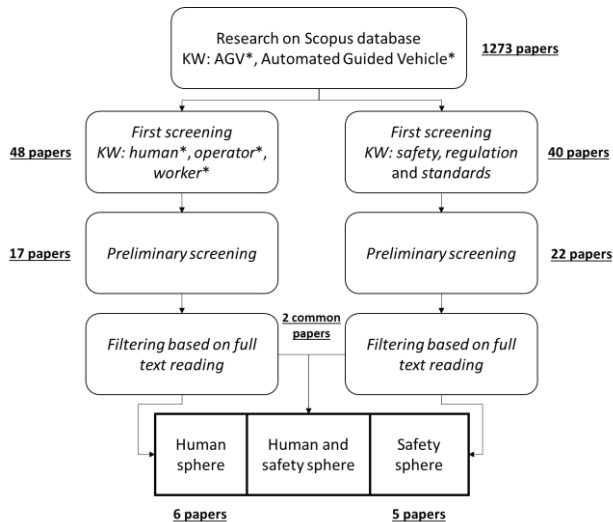 Research on Scopus database
KW: AGV*, Automated Guided Vehicle*
1273 papers
48 papers
First screening
KW: human*, operator*,
worker*
First screening
KW: safety, regulation
and standards
40 papers
17 papers
Preliminary screening
Preliminary screening
22 papers
Filtering based on full
text reading
2 common
papers
Filtering based on full
text reading
Human
sphere
Human and
safety sphere
Safety
sphere
6 papers
5 papers